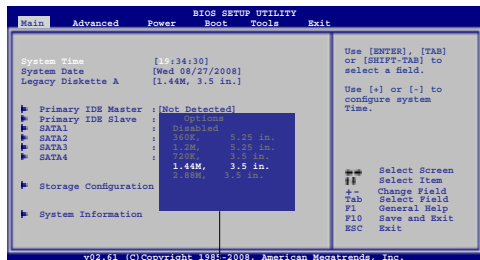 BIOS SETUP UTILITY
Main Advanced Power Boot Tools Exit
System Time [19:34:30]
System Date [Wed 08/27/2008]
Legacy Diskette A [1.44M, 3.5 in.]
Primary IDE Master :[Not Detected]
Primary IDE Slave :
SATA1 :
SATA2 :
SATA3 :
SATA4 :
Storage Configuration
System Information
Options
Disabled
360K, 5.25 in.
1.2M, 5.25 in.
720K, 3.5 in.
1.44M, 3.5 in.
2.88M, 3.5 in.
Use [ENTER], [TAB]
or [SHIFT-TAB] to
select a field.
Use [+] or [-] to
configure system
Time.
Select Screen
Select Item
+- Change Field
Tab Select Field
F1 General Help
F10 Save and Exit
ESC Exit
v02.61 (C)Copyright 1985-2008, American Megatrends, Inc.